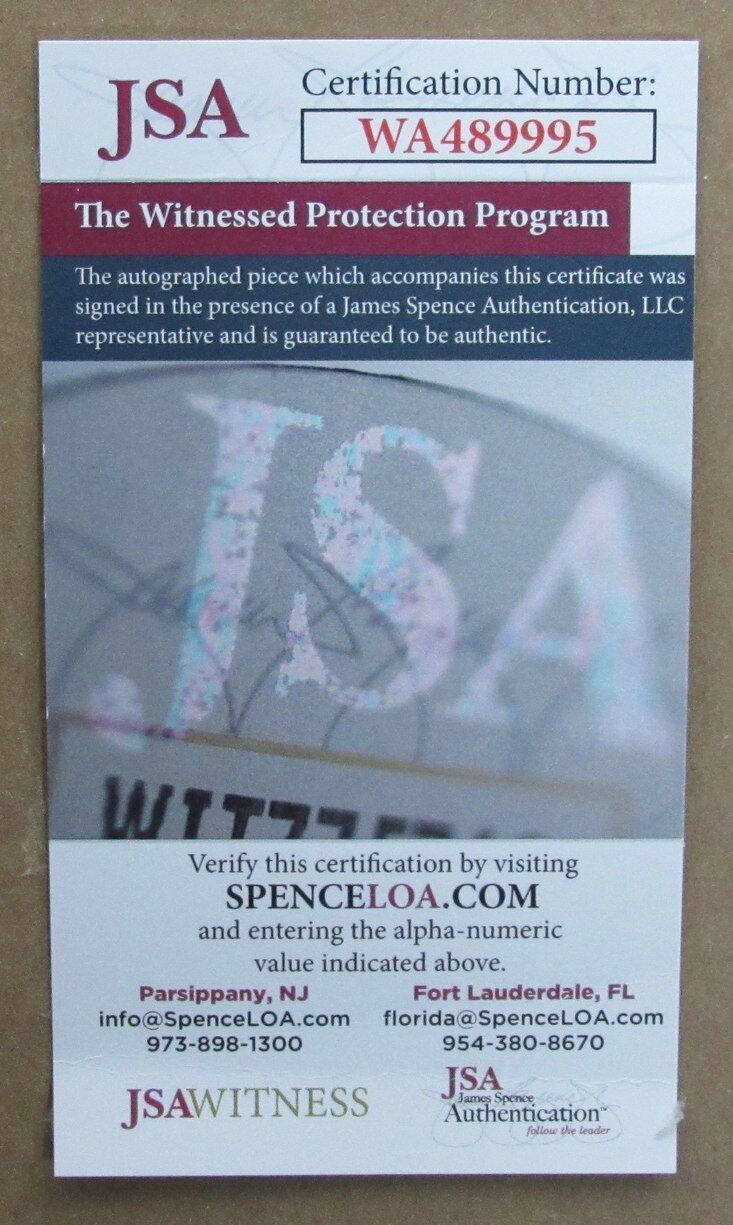 JSA
Certification Number:
WA489995
The Witnessed Protection Program
The autographed piece which accompanies this certificate was
signed in the presence of a James Spence Authentication, LLC
representative and is guaranteed to be authentic.
JSA
Verify this certification by visiting
SPENCELOA.COM
and entering the alpha-numeric
value indicated above.
Parsippany, NJ
info@SpenceLOA.com
973-898-1300
Fort Lauderdale, FL
florida@SpenceLOA.com
954-380-8670
JSAWITNESS
JSA
James Spence
Authentication™
follow the leader